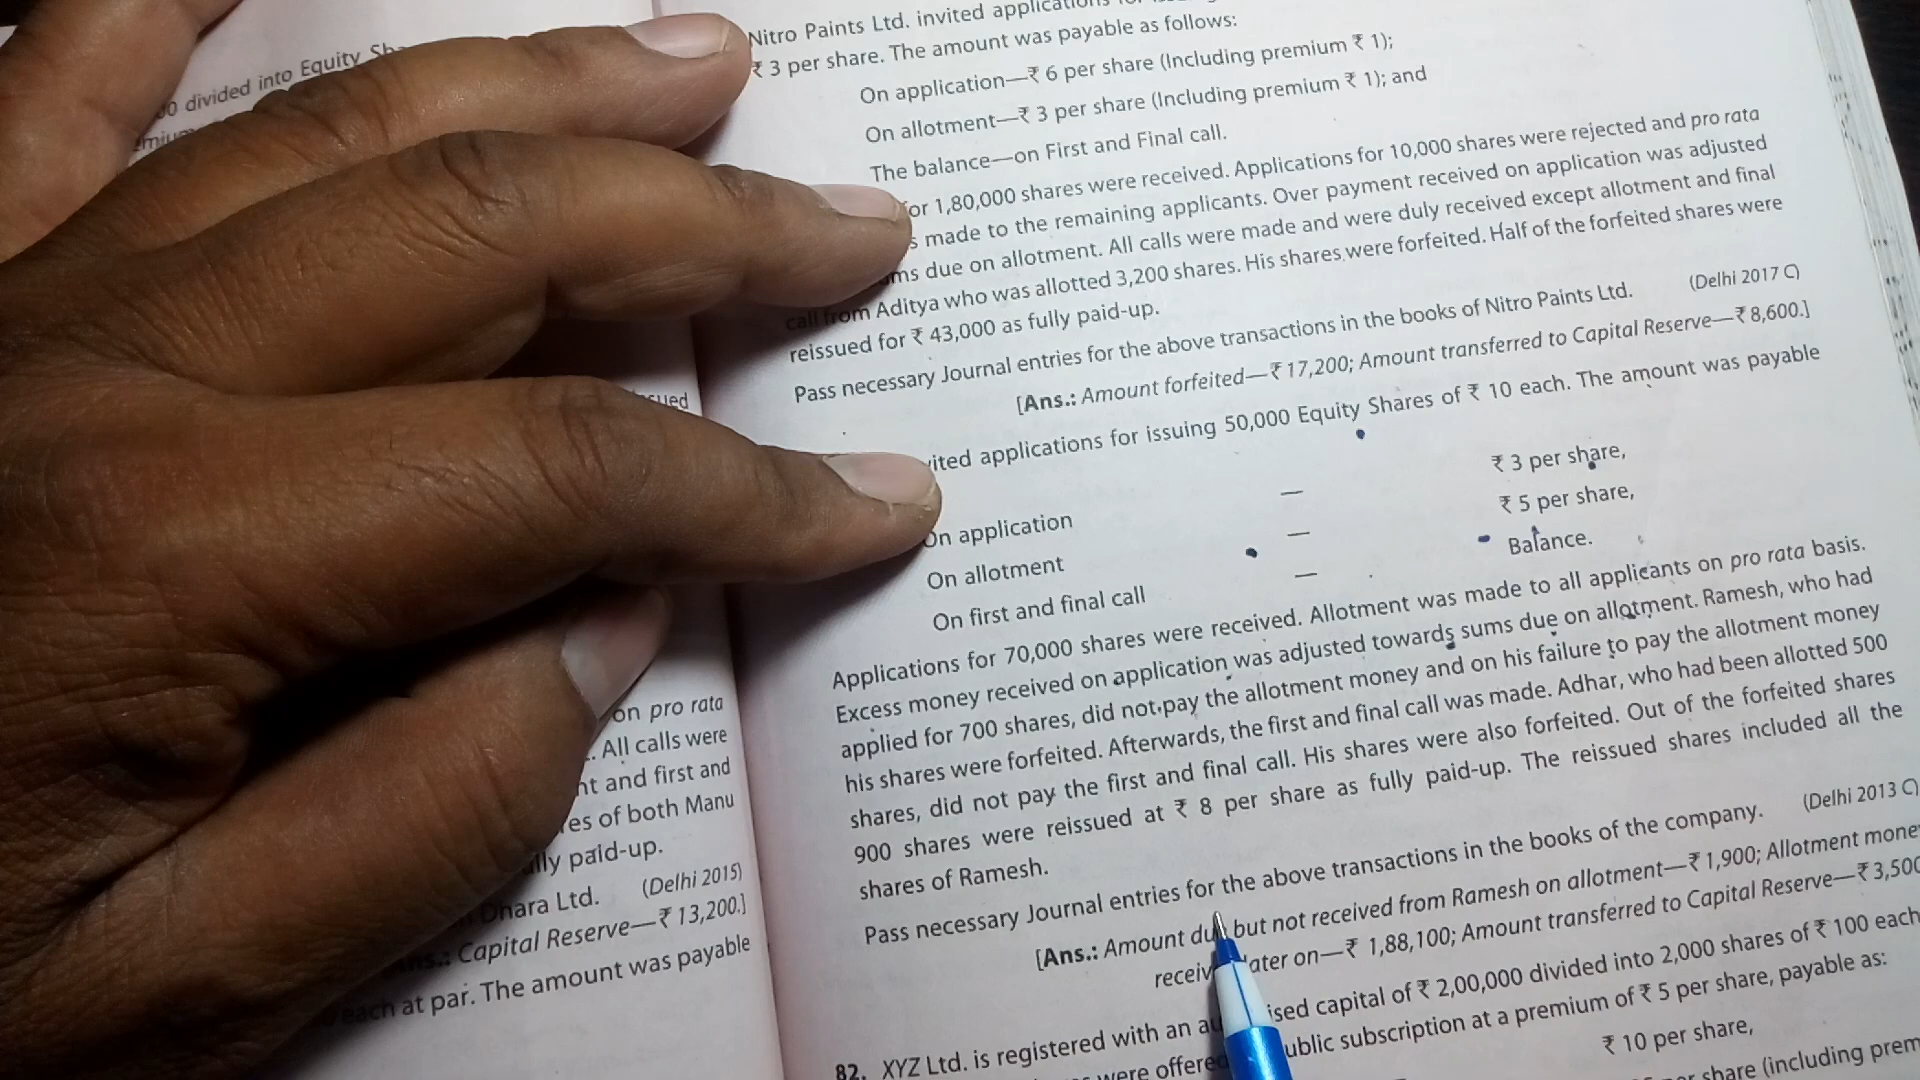 divided into Equity
Nitro Paints Ltd. invited applications
₹ 3 per share. The amount was payable as follows:
On application—₹ 6 per share (Including premium ₹ 1);
On allotment—₹ 3 per share (Including premium ₹ 1); and
The balance—on First and Final call.
for 1,80,000 shares were received. Applications for 10,000 shares were rejected and pro rata
made to the remaining applicants. Over payment received on application was adjusted
due on allotment. All calls were made and were duly received except allotment and final
call from Aditya who was allotted 3,200 shares. His shares were forfeited. Half of the forfeited shares were
reissued for ₹ 43,000 as fully paid-up.
Pass necessary Journal entries for the above transactions in the books of Nitro Paints Ltd. (Delhi 2017 C)
[Ans.: Amount forfeited—₹ 17,200; Amount transferred to Capital Reserve—₹ 8,600.]
applications for issuing 50,000 Equity Shares of ₹ 10 each. The amount was payable
On application — ₹ 3 per share,
On allotment — ₹ 5 per share,
On first and final call — Balance.
Applications for 70,000 shares were received. Allotment was made to all applicants on pro rata basis.
Excess money received on application was adjusted towards sums due on allotment. Ramesh, who had
applied for 700 shares, did not pay the allotment money and on his failure to pay the allotment money
his shares were forfeited. Afterwards, the first and final call was made. Adhar, who had been allotted 500
shares, did not pay the first and final call. His shares were also forfeited. Out of the forfeited shares
900 shares were reissued at ₹ 8 per share as fully paid-up. The reissued shares included all the
shares of Ramesh.
Pass necessary Journal entries for the above transactions in the books of the company. (Delhi 2013 C)
[Ans.: Amount but not received from Ramesh on allotment—₹ 1,900; Allotment
later on—₹ 1,88,100; Amount transferred to Capital Reserve—₹ 3,500
82. XYZ Ltd. is registered with an capital of ₹ 2,00,000 divided into 2,000 shares of ₹ 100 each
were public subscription at a premium of ₹ 5 per share, payable as:
₹ 10 per share,
share (including
on pro rata
All calls were
and first and
of both Manu
paid-up.
Ltd. (Delhi 2015)
Capital Reserve—₹ 13,200.]
each at par. The amount was payable